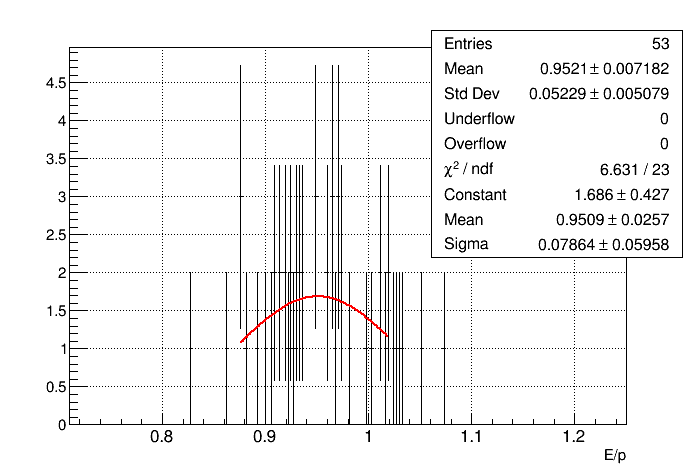 Entries 53
Mean 0.9521 ± 0.007182
Std Dev 0.05229 ± 0.005079
Underflow 0
Overflow 0
χ² / ndf 6.631 / 23
Constant 1.686 ± 0.427
Mean 0.9509 ± 0.0257
Sigma 0.07864 ± 0.05958
4.5
4
3.5
3
2.5
2
1.5
1
0.5
0
0.8 0.9 1 1.1 1.2
E/p